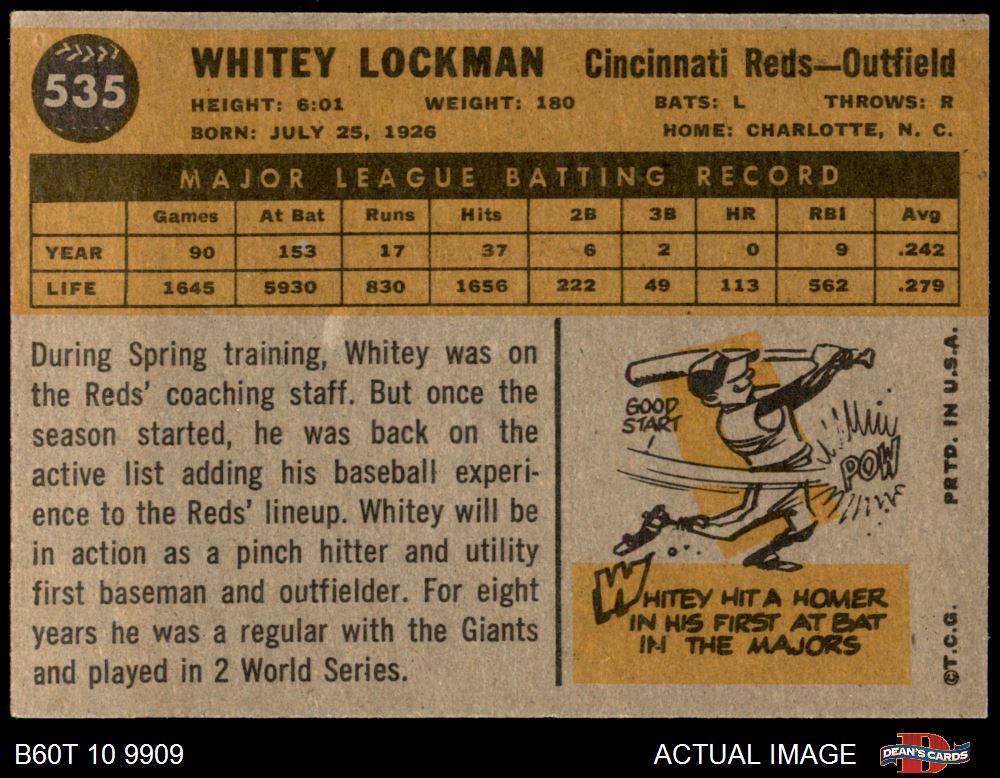 535
WHITEY LOCKMAN Cincinnati Reds—Outfield
HEIGHT: 6:01 WEIGHT: 180 BATS: L THROWS: R
BORN: JULY 25, 1926 HOME: CHARLOTTE, N. C.
MAJOR LEAGUE BATTING RECORD
Games At Bat Runs Hits 2B 3B HR RBI Avg
YEAR 90 153 17 37 6 2 0 9 .242
LIFE 1645 5930 830 1656 222 49 113 562 .279
During Spring training, Whitey was on
the Reds' coaching staff. But once the
season started, he was back on the
active list adding his baseball experi-
ence to the Reds' lineup. Whitey will be
in action as a pinch hitter and utility
first baseman and outfielder. For eight
years he was a regular with the Giants
and played in 2 World Series.
GOOD
START
POW
WHITEY HIT A HOMER
IN HIS FIRST AT BAT
IN THE MAJORS
PRTD. IN U.S.A.
©T.C.G.
B60T 10 9909
ACTUAL IMAGE
DEAN'S CARDS